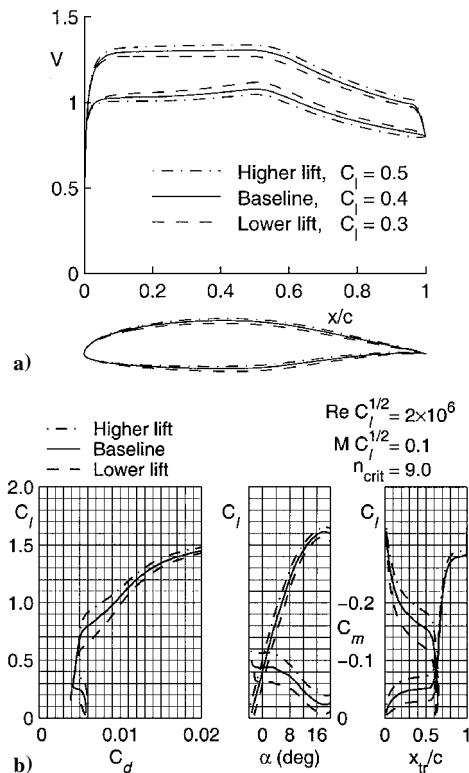 1.5
V
1
0.5
0
Higher lift, C_l = 0.5
Baseline, C_l = 0.4
Lower lift, C_l = 0.3
0 0.2 0.4 0.6 0.8 1
x/c
a)
Higher lift
Baseline
Lower lift
Re C_l^{1/2} = 2×10^6
M C_l^{1/2} = 0.1
n_crit = 9.0
2.0
C_l
1.5
1.0
0.5
0
0 0.01 0.02
C_d
C_l
0 8 16
α (deg)
C_l
-0.2
C_m
-0.1
0
0 0.5 1
x_tr/c
b)